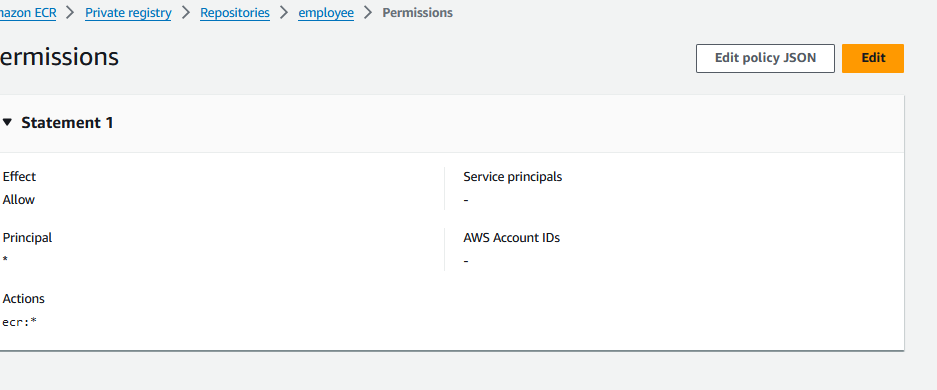 mazon ECR > Private registry > Repositories > employee > Permissions
ermissions
Edit policy JSON
Edit
Statement 1
Effect
Allow
Service principals
-
Principal
*
AWS Account IDs
-
Actions
ecr:*